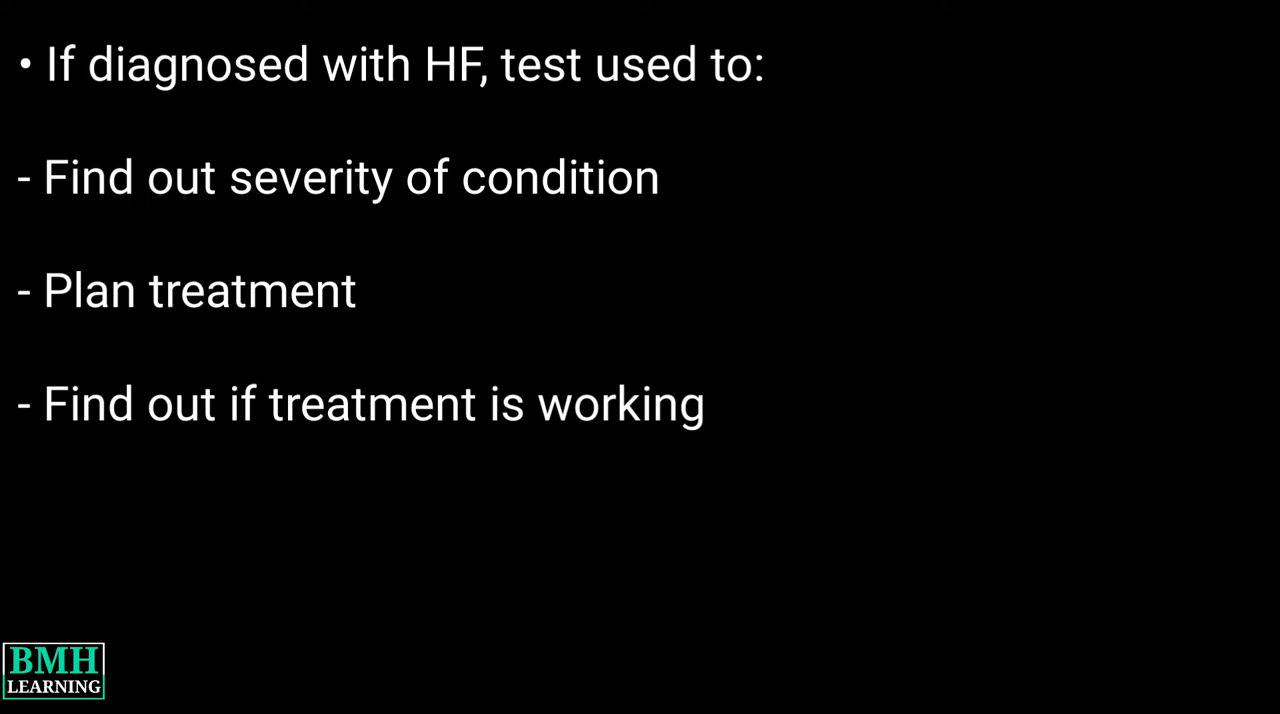 • If diagnosed with HF, test used to:
- Find out severity of condition
- Plan treatment
- Find out if treatment is working
BMH
LEARNING